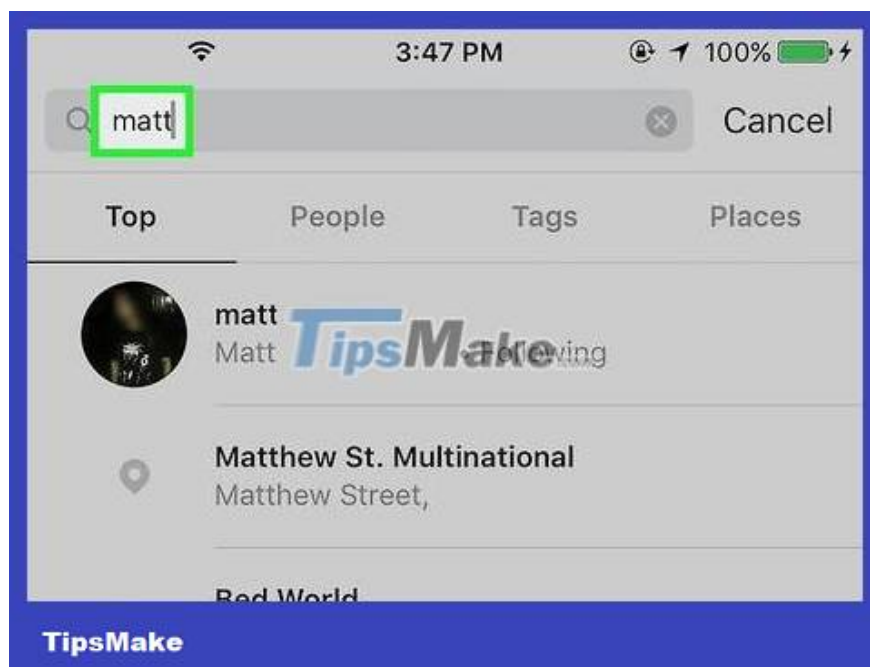 3:47 PM 100%
matt Cancel
Top People Tags Places
matt
Matt • Following
TipsMake
Matthew St. Multinational
Matthew Street,
Red World
TipsMake